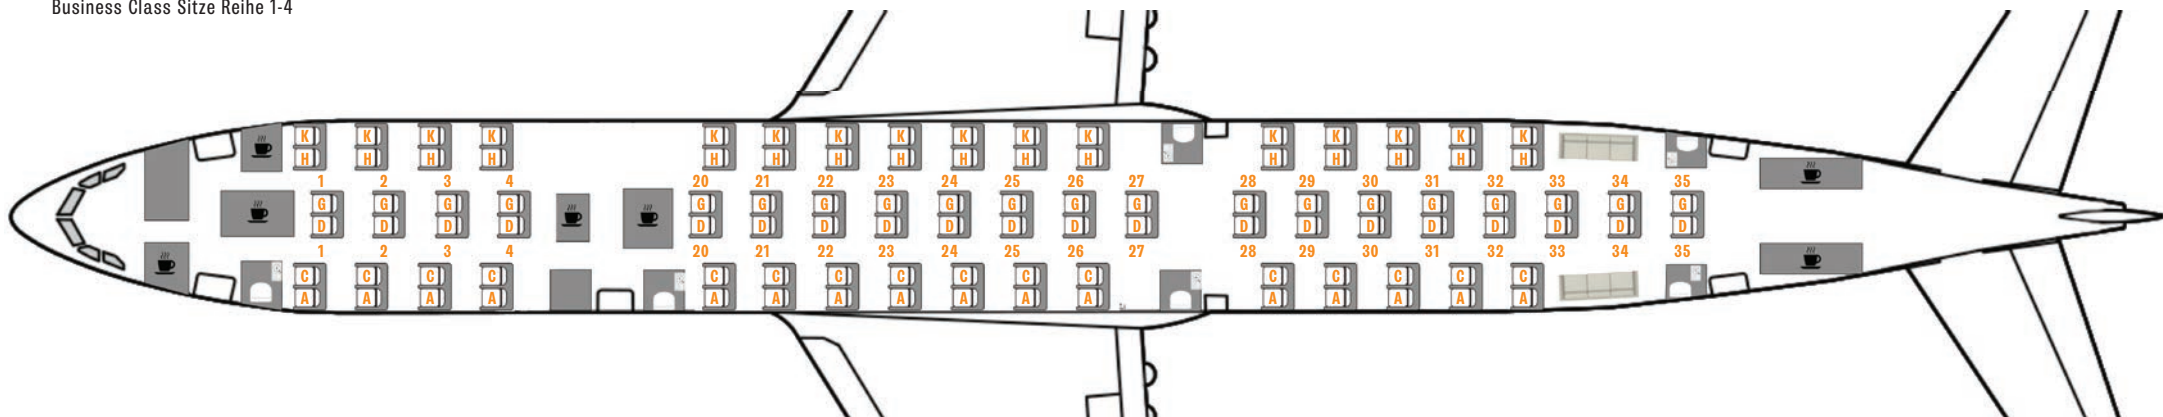 Business Class Sitze Reihe 1-4
K K K K K K K K K K K K K K K K
H H H H H H H H H H H H H H H H
1 2 3 4 20 21 22 23 24 25 26 27 28 29 30 31 32 33 34 35
G G G G G G G G G G G G G G G G G G G G
D D D D D D D D D D D D D D D D D D D D
1 2 3 4 20 21 22 23 24 25 26 27 28 29 30 31 32 33 34 35
C C C C C C C C C C C C C C C C
A A A A A A A A A A A A A A A A